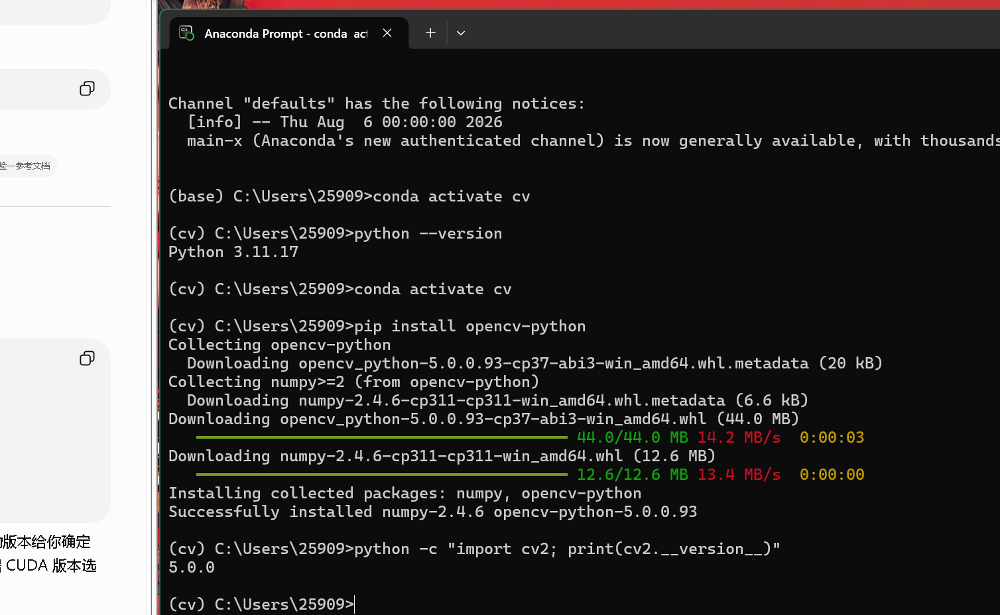 Anaconda Prompt - conda act
Channel "defaults" has the following notices:
[info] -- Thu Aug  6 00:00:00 2026
main-x (Anaconda's new authenticated channel) is now generally available, with thousands
验—参考文档
(base) C:\Users\25909>conda activate cv
(cv) C:\Users\25909>python --version
Python 3.11.17
(cv) C:\Users\25909>conda activate cv
(cv) C:\Users\25909>pip install opencv-python
Collecting opencv-python
Downloading opencv_python-5.0.0.93-cp37-abi3-win_amd64.whl.metadata (20 kB)
Collecting numpy>=2 (from opencv-python)
Downloading numpy-2.4.6-cp311-cp311-win_amd64.whl.metadata (6.6 kB)
Downloading opencv_python-5.0.0.93-cp37-abi3-win_amd64.whl (44.0 MB)
44.0/44.0 MB 14.2 MB/s  0:00:03
Downloading numpy-2.4.6-cp311-cp311-win_amd64.whl (12.6 MB)
12.6/12.6 MB 13.4 MB/s  0:00:00
Installing collected packages: numpy, opencv-python
Successfully installed numpy-2.4.6 opencv-python-5.0.0.93
版本给你确定
(cv) C:\Users\25909>python -c "import cv2; print(cv2.__version__)"
CUDA 版本选
5.0.0
(cv) C:\Users\25909>